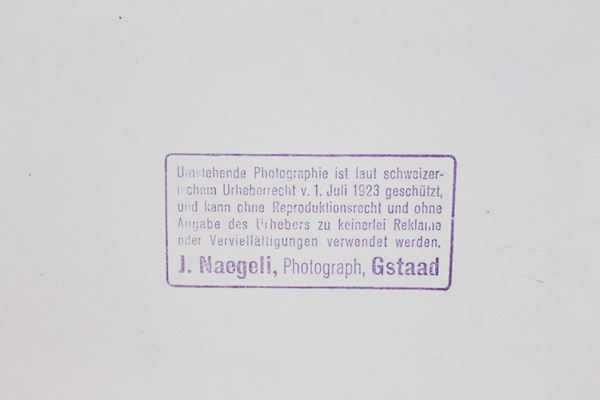 Umstehende Photographie ist laut schweizer-
ischem Urheberrecht v. 1. Juli 1923 geschützt,
und kann ohne Reproduktionsrecht und ohne
Angabe des Urhebers zu keinerlei Reklame
oder Vervielfältigungen verwendet werden.
J. Naegeli, Photograph, Gstaad